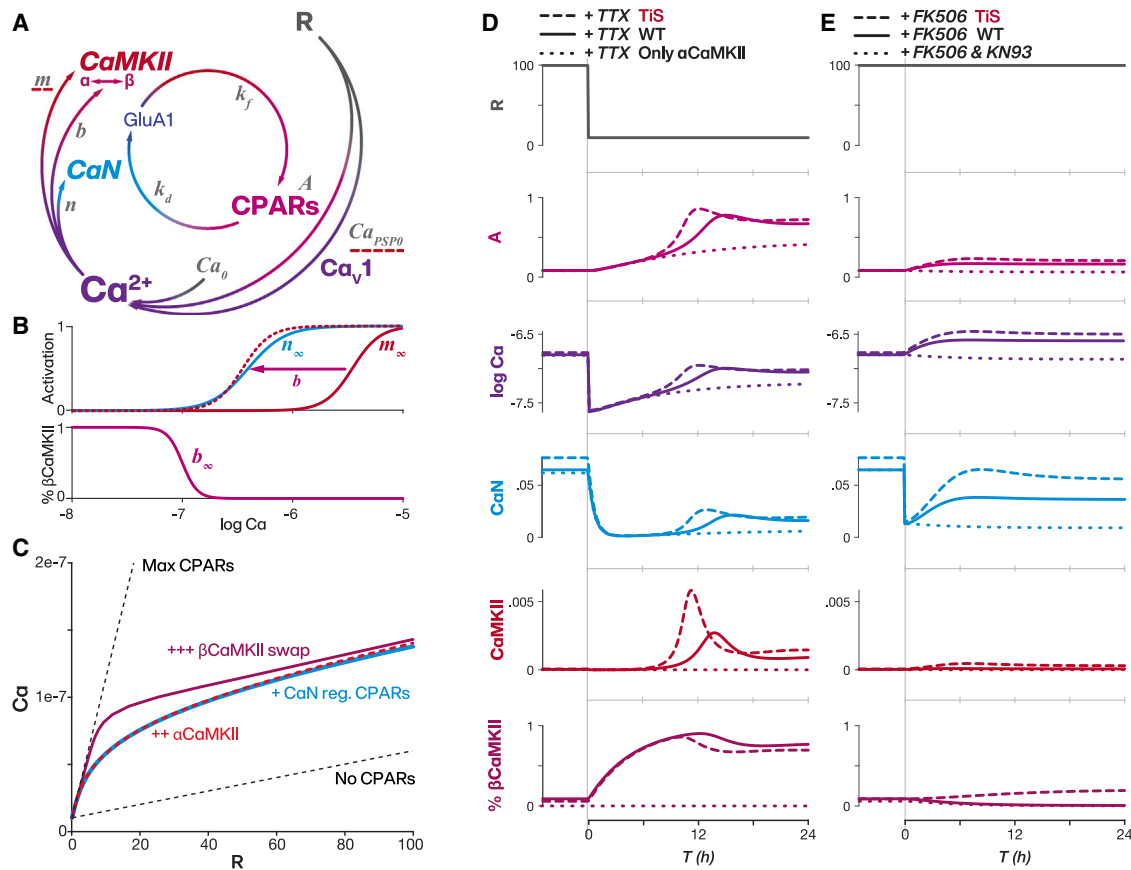 A
R
CaMKII
m
α
β
k_f
b
GluA1
CaN
n
k_d
A
CPARs
Ca_PSP0
Ca_v1
Ca_0
Ca²⁺
B
Activation
1
0
n_∞
m_∞
b
% βCaMKII
1
0
b_∞
-8
-7
-6
-5
log Ca
C
Ca
2e-7
1e-7
0
Max CPARs
+++ βCaMKII swap
+ CaN reg. CPARs
++ αCaMKII
No CPARs
0
20
40
60
80
100
R
D
+ TTX TiS
+ TTX WT
+ TTX Only αCaMKII
R
100
0
A
1
0
log Ca
-6.5
-7.5
CaN
.05
0
CaMKII
.005
0
% βCaMKII
1
0
0
12
24
T (h)
E
+ FK506 TiS
+ FK506 WT
+ FK506 & KN93
100
0
1
0
-6.5
-7.5
.05
0
.005
0
1
0
0
12
24
T (h)